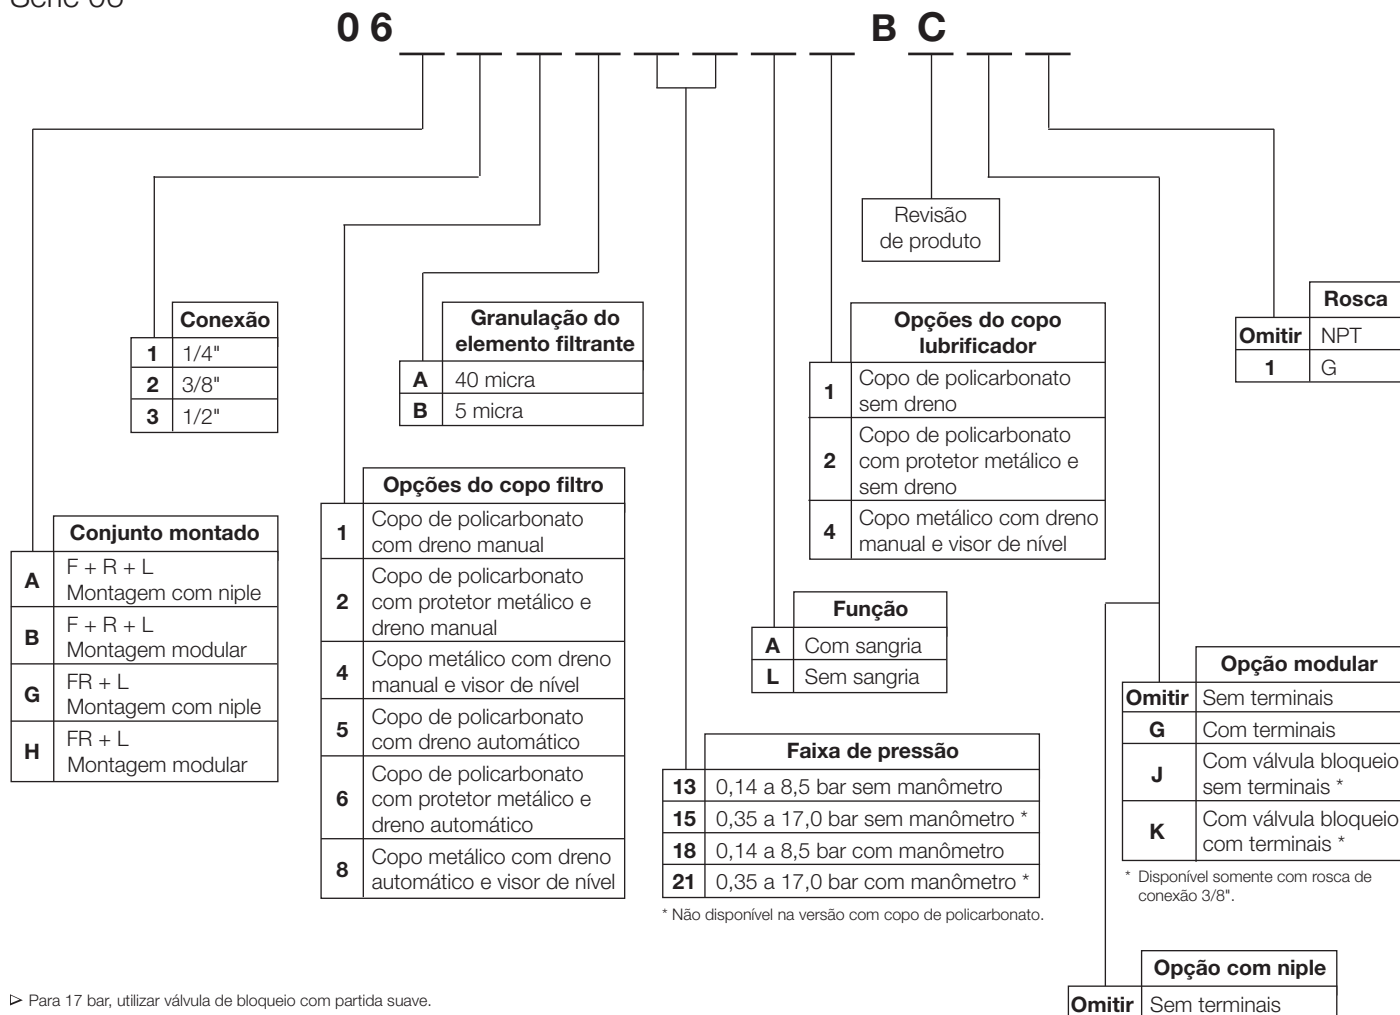 06 B C
Revisão
de produto
Conexão
1 1/4"
2 3/8"
3 1/2"
Granulação do
elemento filtrante
A 40 micra
B 5 micra
Opções do copo
lubrificador
1 Copo de policarbonato
sem dreno
2 Copo de policarbonato
com protetor metálico e
sem dreno
4 Copo metálico com dreno
manual e visor de nível
Rosca
Omitir NPT
1 G
Conjunto montado
A F + R + L
Montagem com niple
B F + R + L
Montagem modular
G FR + L
Montagem com niple
H FR + L
Montagem modular
Opções do copo filtro
1 Copo de policarbonato
com dreno manual
2 Copo de policarbonato
com protetor metálico e
dreno manual
4 Copo metálico com dreno
manual e visor de nível
5 Copo de policarbonato
com dreno automático
6 Copo de policarbonato
com protetor metálico e
dreno automático
8 Copo metálico com dreno
automático e visor de nível
Função
A Com sangria
L Sem sangria
Faixa de pressão
13 0,14 a 8,5 bar sem manômetro
15 0,35 a 17,0 bar sem manômetro *
18 0,14 a 8,5 bar com manômetro
21 0,35 a 17,0 bar com manômetro *
* Não disponível na versão com copo de policarbonato.
Opção modular
Omitir Sem terminais
G Com terminais
J Com válvula bloqueio
sem terminais *
K Com válvula bloqueio
com terminais *
* Disponível somente com rosca de
conexão 3/8".
Opção com niple
Omitir Sem terminais
▷ Para 17 bar, utilizar válvula de bloqueio com partida suave.